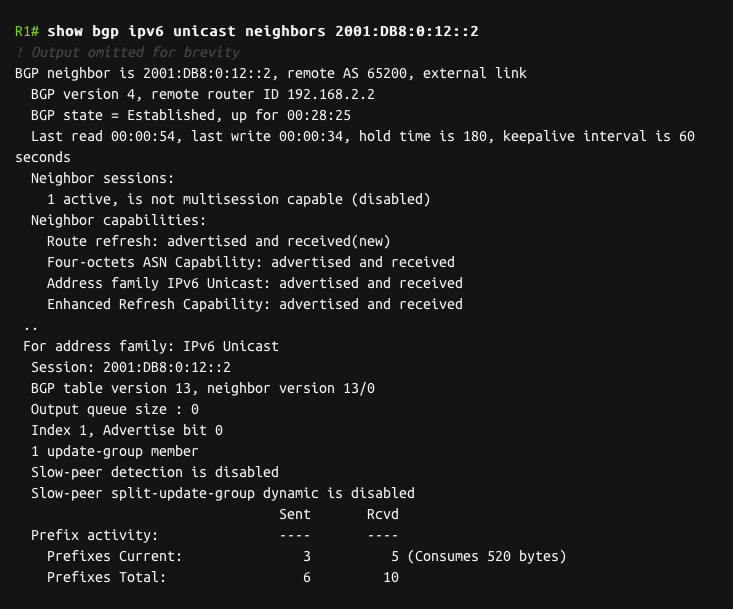 R1# show bgp ipv6 unicast neighbors 2001:DB8:0:12::2
! Output omitted for brevity
BGP neighbor is 2001:DB8:0:12::2, remote AS 65200, external link
BGP version 4, remote router ID 192.168.2.2
BGP state = Established, up for 00:28:25
Last read 00:00:54, last write 00:00:34, hold time is 180, keepalive interval is 60
seconds
Neighbor sessions:
1 active, is not multisession capable (disabled)
Neighbor capabilities:
Route refresh: advertised and received(new)
Four-octets ASN Capability: advertised and received
Address family IPv6 Unicast: advertised and received
Enhanced Refresh Capability: advertised and received
..
For address family: IPv6 Unicast
Session: 2001:DB8:0:12::2
BGP table version 13, neighbor version 13/0
Output queue size : 0
Index 1, Advertise bit 0
1 update-group member
Slow-peer detection is disabled
Slow-peer split-update-group dynamic is disabled
Sent Rcvd
Prefix activity: ---- ----
Prefixes Current: 3 5 (Consumes 520 bytes)
Prefixes Total: 6 10